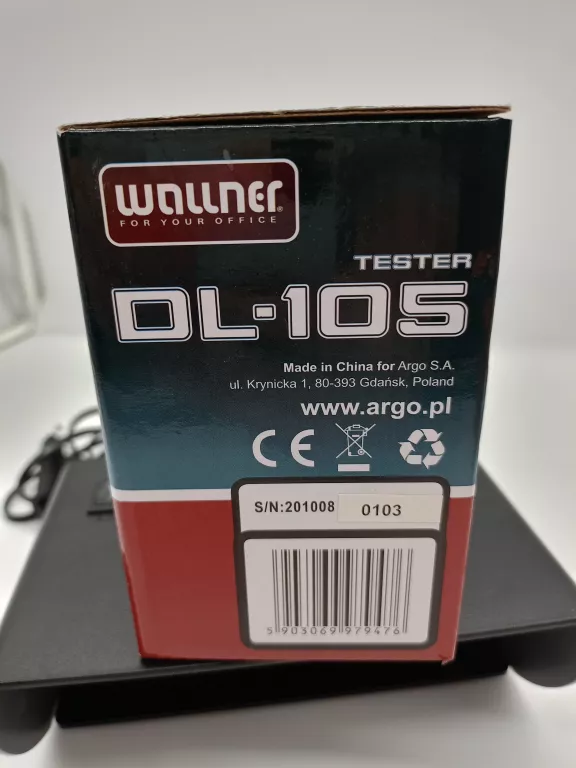 wallner®
FOR YOUR OFFICE
TESTER
DL-105
Made in China for Argo S.A.
ul. Krynicka 1, 80-393 Gdańsk, Poland
www.argo.pl
CE
S/N:201008 0103
5 903069 979476